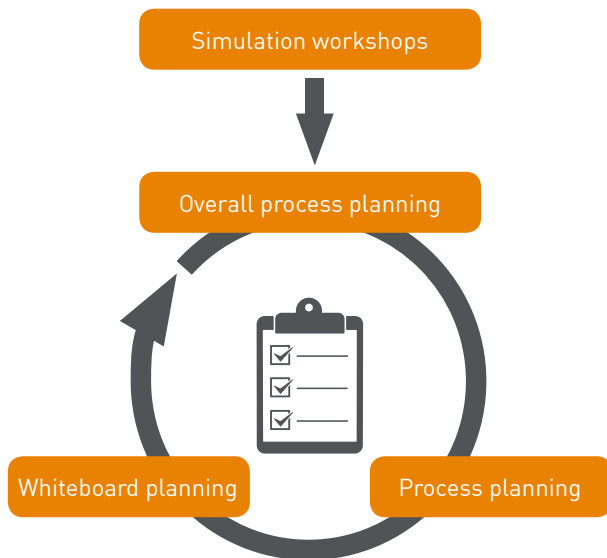 Simulation workshops
Overall process planning
Whiteboard planning
Process planning